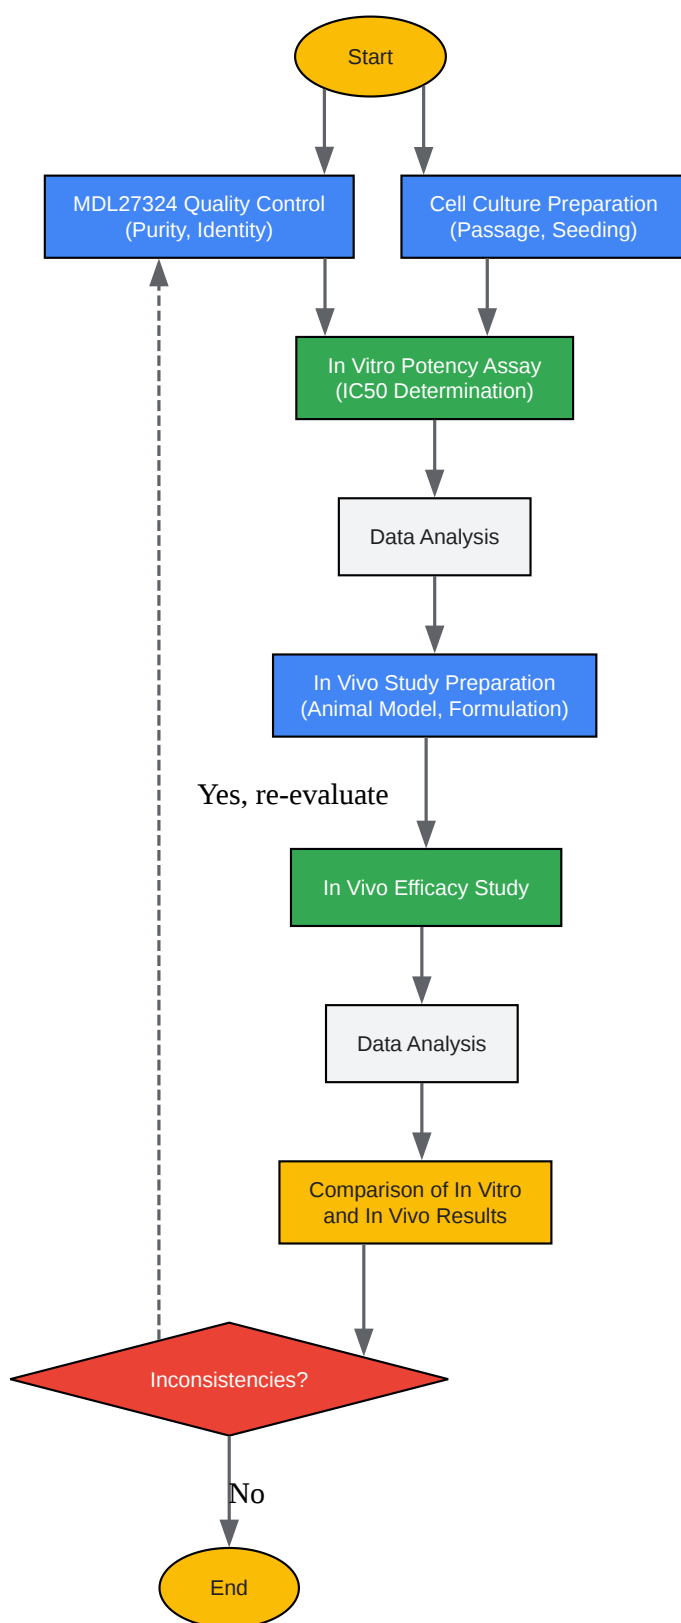 Start
MDL27324 Quality Control
(Purity, Identity)
Cell Culture Preparation
(Passage, Seeding)
In Vitro Potency Assay
(IC50 Determination)
Data Analysis
In Vivo Study Preparation
(Animal Model, Formulation)
Yes, re-evaluate
In Vivo Efficacy Study
Data Analysis
Comparison of In Vitro
and In Vivo Results
Inconsistencies?
No
End